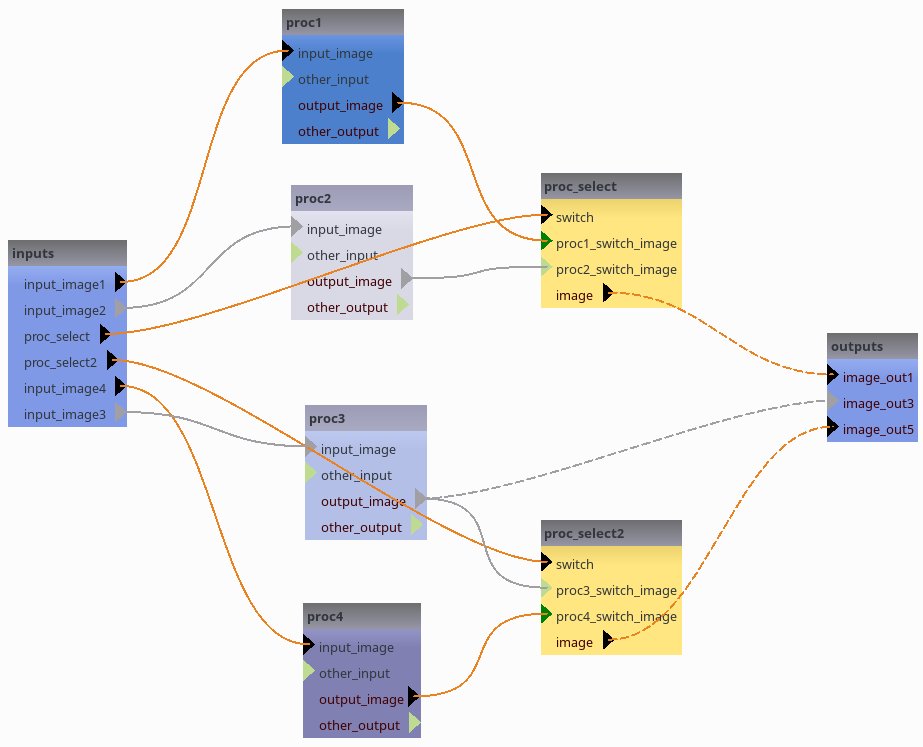 proc1
input_image
other_input
output_image
other_output
proc2
input_image
other_input
output_image
other_output
proc_select
switch
proc1_switch_image
proc2_switch_image
image
inputs
input_image1
input_image2
proc_select
proc_select2
input_image4
input_image3
outputs
image_out1
image_out3
image_out5
proc3
input_image
other_input
output_image
other_output
proc_select2
switch
proc3_switch_image
proc4_switch_image
image
proc4
input_image
other_input
output_image
other_output